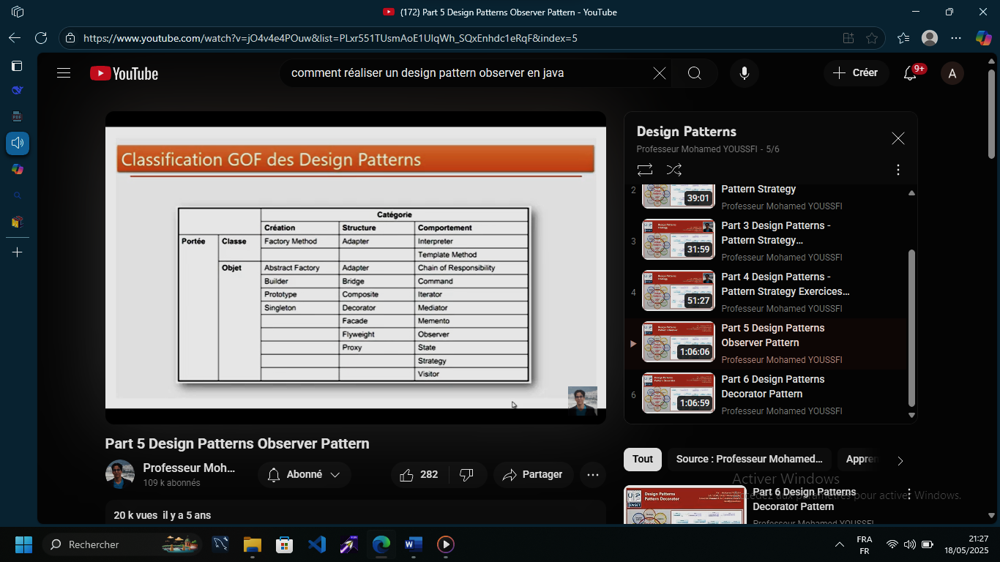 (172) Part 5 Design Patterns Observer Pattern - YouTube
https://www.youtube.com/watch?v=jO4v4e4POuw&list=PLxr551TUsmAoE1UlqWh_SQxEnhdc1eRqF&index=5
YouTube
comment réaliser un design pattern observer en java
Créer
9+
A
Classification GOF des Design Patterns
Catégorie
Création Structure Comportement
Portée Classe Factory Method Adapter Interpreter
Template Method
Objet Abstract Factory Adapter Chain of Responsibility
Builder Bridge Command
Prototype Composite Iterator
Singleton Decorator Mediator
Facade Memento
Flyweight Observer
Proxy State
Strategy
Visitor
Part 5 Design Patterns Observer Pattern
Professeur Moh...
109 k abonnés
Abonné
282
Partager
20 k vues il y a 5 ans
Design Patterns
Professeur Mohamed YOUSSFI - 5/6
2
39:01
Pattern Strategy
Professeur Mohamed YOUSSFI
3
31:59
Part 3 Design Patterns -
Pattern Strategy...
Professeur Mohamed YOUSSFI
4
51:27
Part 4 Design Patterns -
Pattern Strategy Exercices...
Professeur Mohamed YOUSSFI
1:06:06
Part 5 Design Patterns
Observer Pattern
Professeur Mohamed YOUSSFI
6
1:06:59
Part 6 Design Patterns
Decorator Pattern
Professeur Mohamed YOUSSFI
Tout
Source : Professeur Mohamed...
Appren
Activer Windows
pour activer Windows.
Design Patterns
Pattern Decorator
ENSET
Part 6 Design Patterns
Decorator Pattern
Professeur Mohamed YOUSSFI
Rechercher
FRA
FR
21:27
18/05/2025